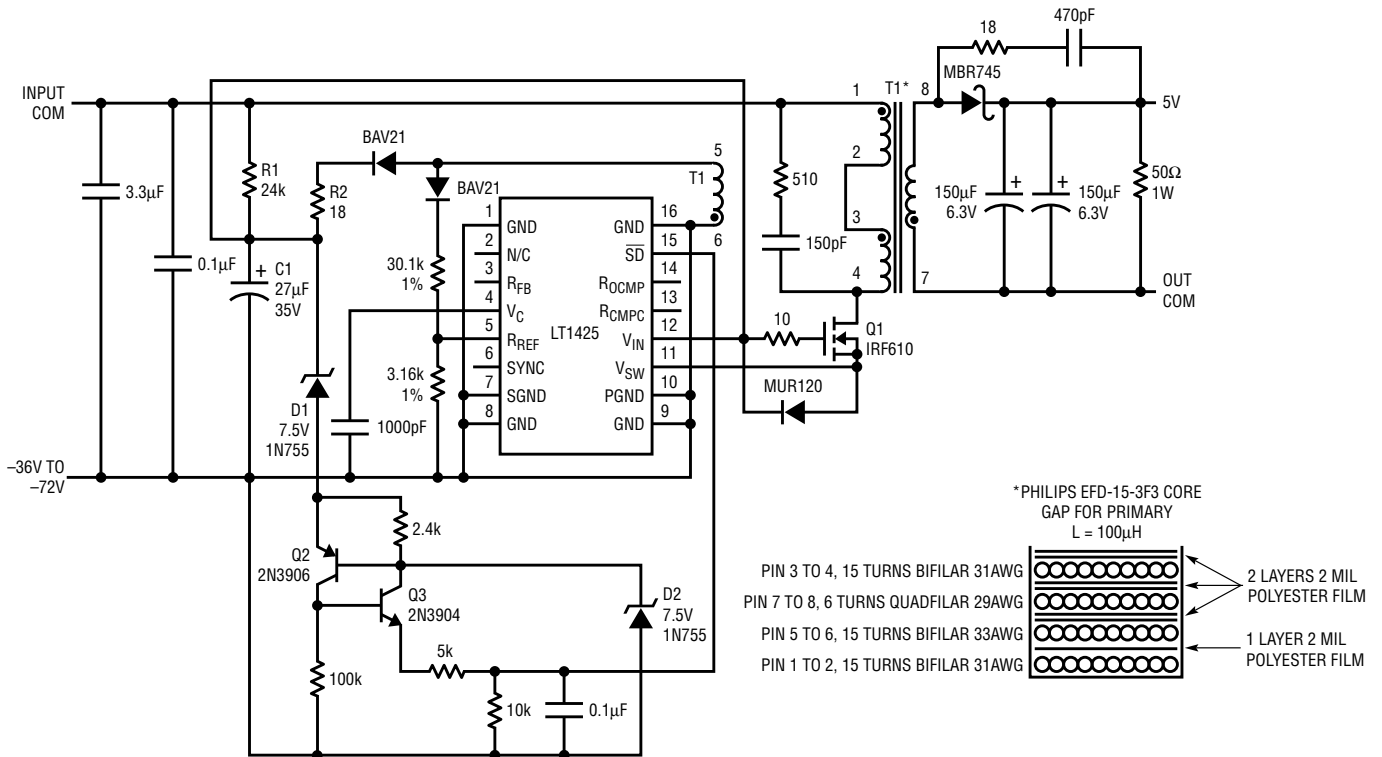 470pF
18
MBR745
INPUT
COM
1
T1*
8
5V
BAV21
5
R1
24k
R2
18
BAV21
T1
2
510
50Ω
1W
3.3µF
150µF
6.3V
150µF
6.3V
1
GND
GND
16
6
3
2
N/C
SD
15
150pF
0.1µF
C1
27µF
35V
30.1k
1%
3
RFB
ROCMP
14
4
7
OUT
COM
4
VC
RCMPC
13
LT1425
10
Q1
IRF610
5
RREF
VIN
12
6
SYNC
VSW
11
3.16k
1%
7
SGND
PGND
10
MUR120
D1
7.5V
1N755
1000pF
8
GND
GND
9
–36V TO
–72V
2.4k
Q2
2N3906
Q3
2N3904
D2
7.5V
1N755
5k
100k
10k
0.1µF
*PHILIPS EFD-15-3F3 CORE
GAP FOR PRIMARY
L = 100µH
PIN 3 TO 4, 15 TURNS BIFILAR 31AWG
PIN 7 TO 8, 6 TURNS QUADFILAR 29AWG
PIN 5 TO 6, 15 TURNS BIFILAR 33AWG
PIN 1 TO 2, 15 TURNS BIFILAR 31AWG
2 LAYERS 2 MIL
POLYESTER FILM
1 LAYER 2 MIL
POLYESTER FILM